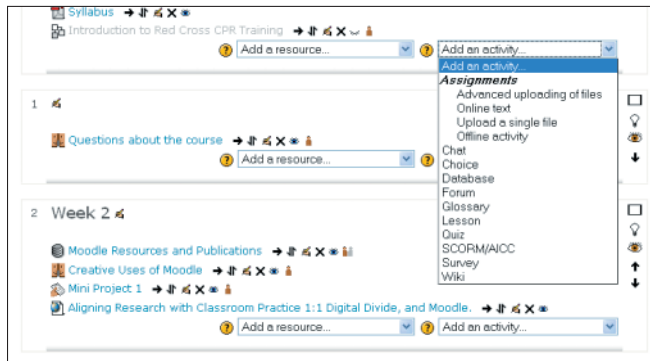 Syllabus
Introduction to Red Cross CPR Training
Add a resource... Add an activity...
Add an activity...
Assignments
Advanced uploading of files
Online text
Upload a single file
Offline activity
Chat
Choice
Database
Forum
Glossary
Lesson
Quiz
SCORM/AICC
Survey
Wiki
1
Questions about the course
Add a resource...
2 Week 2
Moodle Resources and Publications
Creative Uses of Moodle
Mini Project 1
Aligning Research with Classroom Practice 1:1 Digital Divide, and Moodle.
Add a resource... Add an activity...